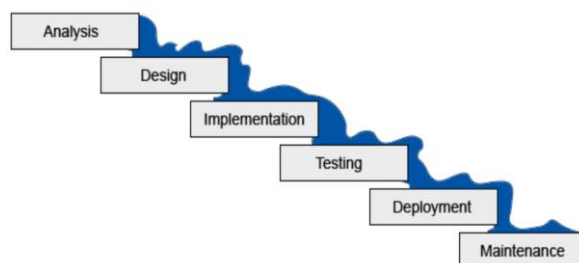 Analysis
Design
Implementation
Testing
Deployment
Maintenance